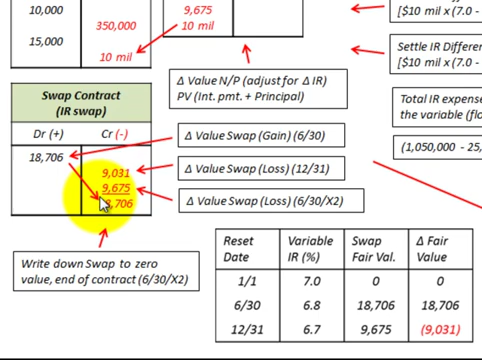 10,000
15,000
350,000
10 mil
9,675
10 mil
[$10 mil x (7.0 -
Settle IR Differen
[$10 mil x (7.0 -
Δ Value N/P (adjust for Δ IR)
PV (Int. pmt. + Principal)
Total IR expense
the variable (flo
(1,050,000 - 25,
Swap Contract
(IR swap)
Dr (+) Cr (-)
18,706
9,031
9,675
8,706
Δ Value Swap (Gain) (6/30)
Δ Value Swap (Loss) (12/31)
Δ Value Swap (Loss) (6/30/X2)
Write down Swap to zero
value, end of contract (6/30/X2)
Reset Variable Swap Δ Fair
Date IR (%) Fair Val. Value
1/1 7.0 0 0
6/30 6.8 18,706 18,706
12/31 6.7 9,675 (9,031)